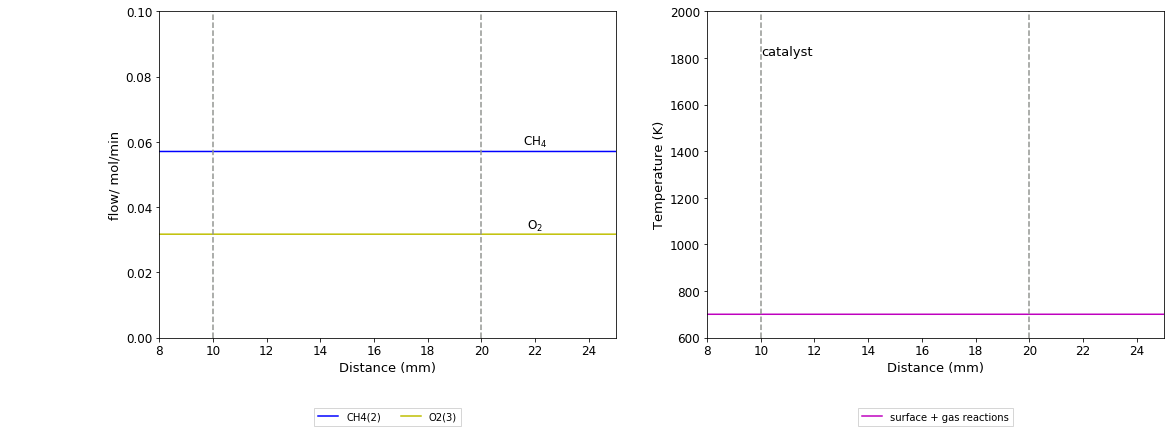 0.10
0.08
0.06
0.04
0.02
0.00
flow/ mol/min
CH4
O2
8 10 12 14 16 18 20 22 24
Distance (mm)
CH4(2) O2(3)
2000
1800
1600
1400
1200
1000
800
600
Temperature (K)
catalyst
8 10 12 14 16 18 20 22 24
Distance (mm)
surface + gas reactions